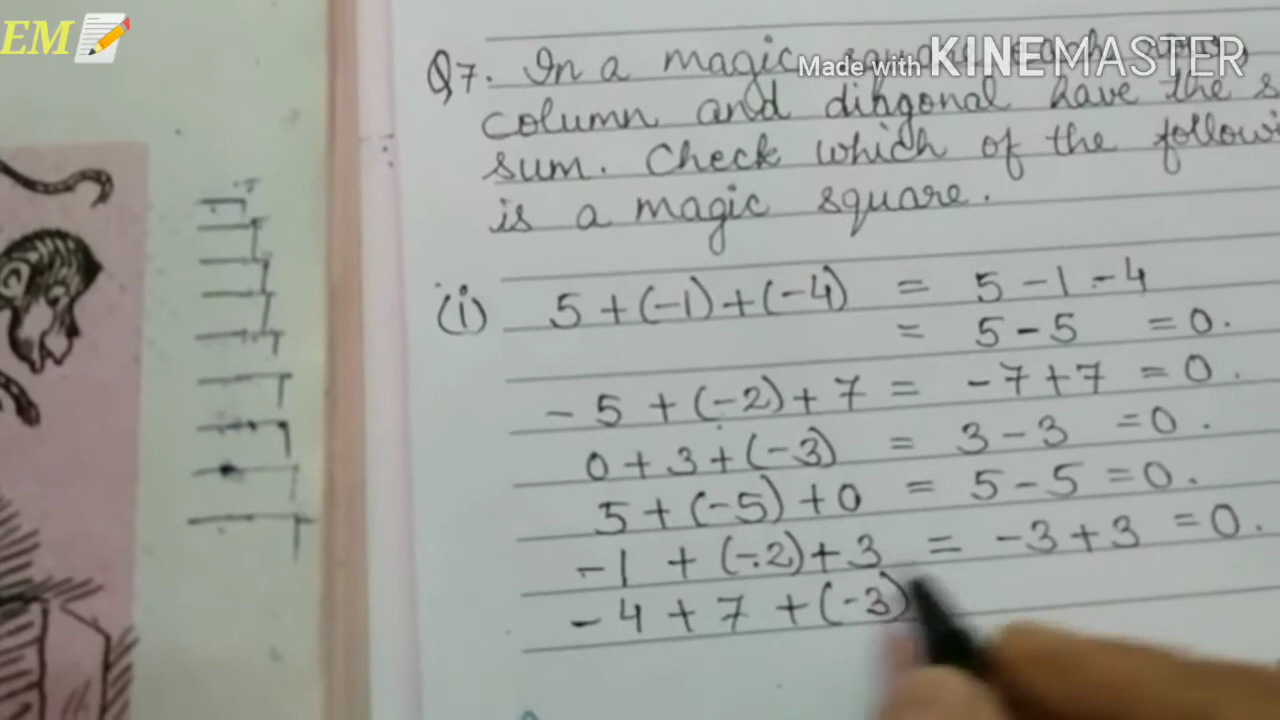 EM
Made with KINEMASTER
Q7. In a magic
column and diagonal have the
sum. Check which of the
is a magic square.
(i) 5 + (-1) + (-4) = 5 - 1 - 4
= 5 - 5 = 0.
- 5 + (-2) + 7 = - 7 + 7 = 0.
0 + 3 + (-3) = 3 - 3 = 0.
5 + (-5) + 0 = 5 - 5 = 0.
- 1 + (-2) + 3 = - 3 + 3 = 0.
- 4 + 7 + (-3)